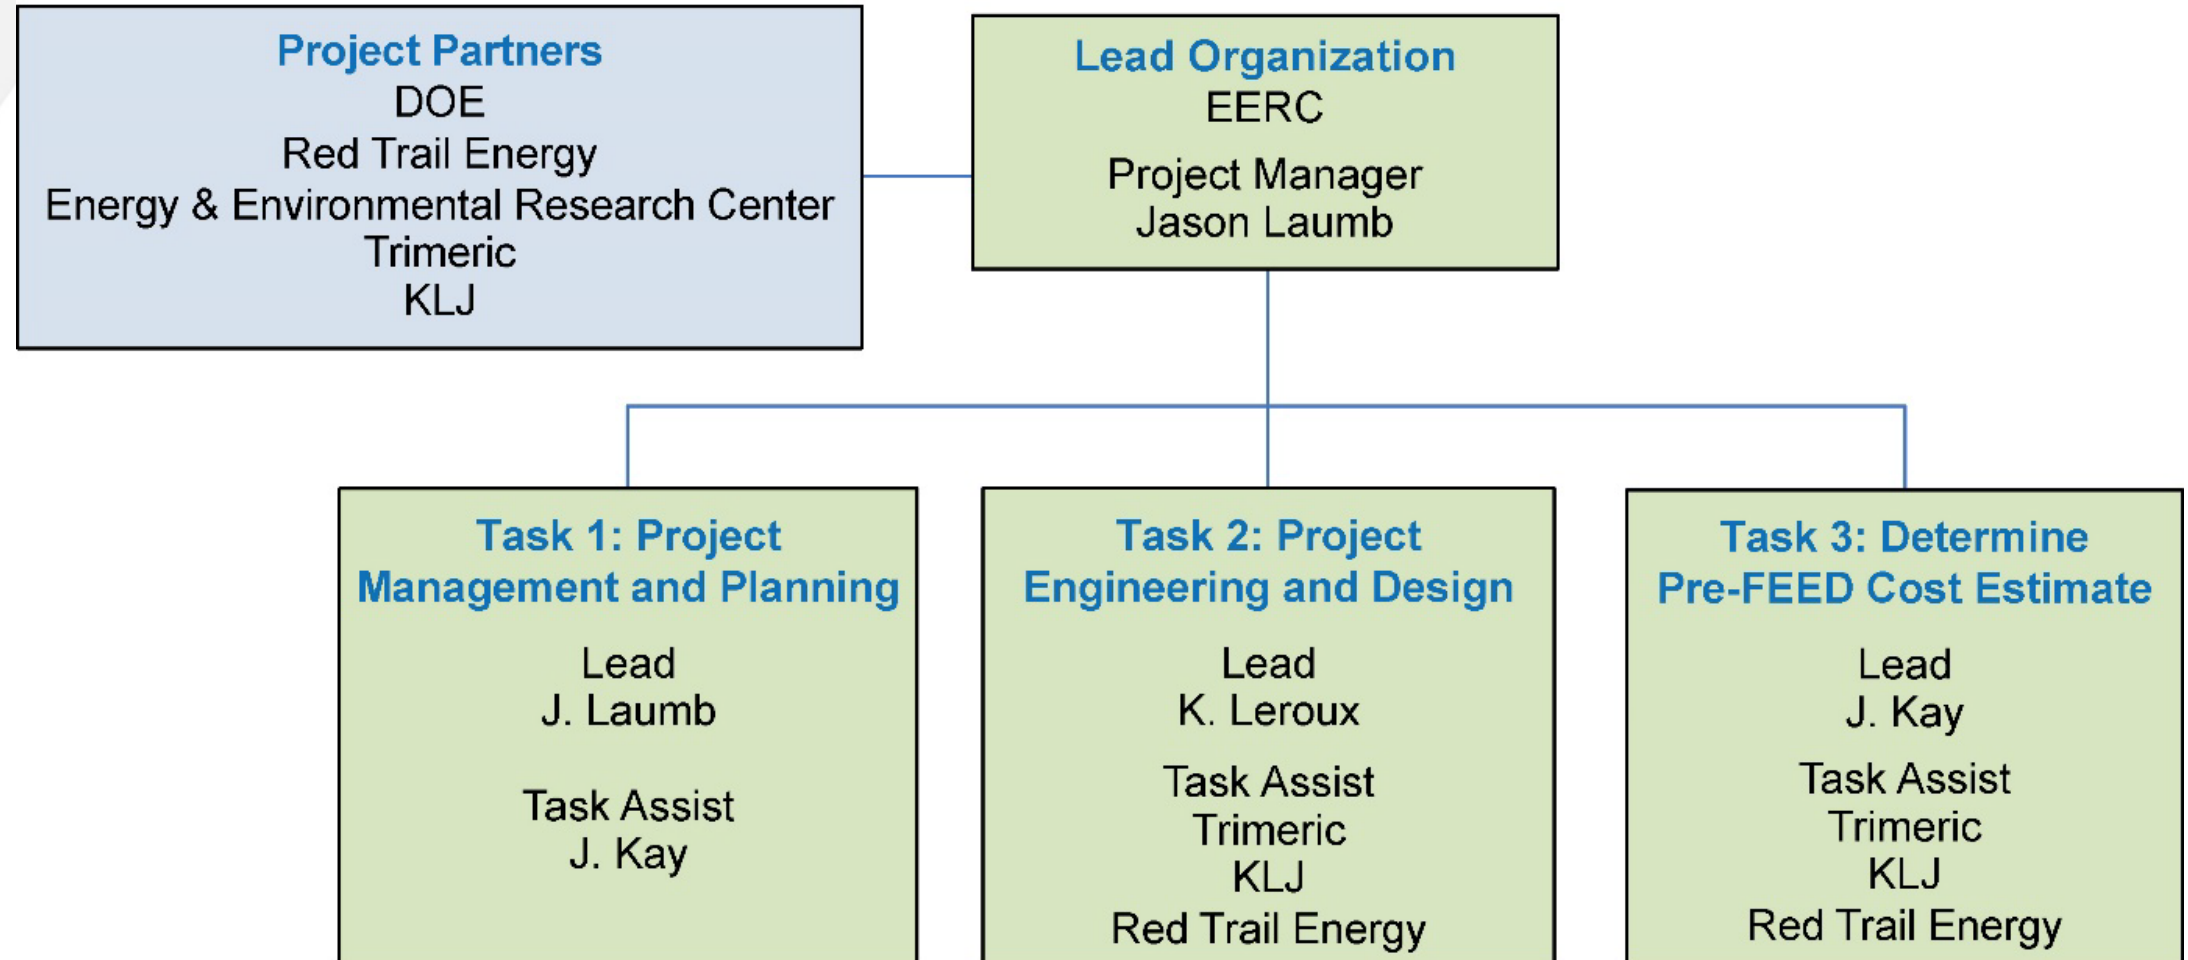 Project Partners
DOE
Red Trail Energy
Energy & Environmental Research Center
Trimeric
KLJ
Lead Organization
EERC
Project Manager
Jason Laumb
Task 1: Project
Management and Planning
Lead
J. Laumb
Task Assist
J. Kay
Task 2: Project
Engineering and Design
Lead
K. Leroux
Task Assist
Trimeric
KLJ
Red Trail Energy
Task 3: Determine
Pre-FEED Cost Estimate
Lead
J. Kay
Task Assist
Trimeric
KLJ
Red Trail Energy